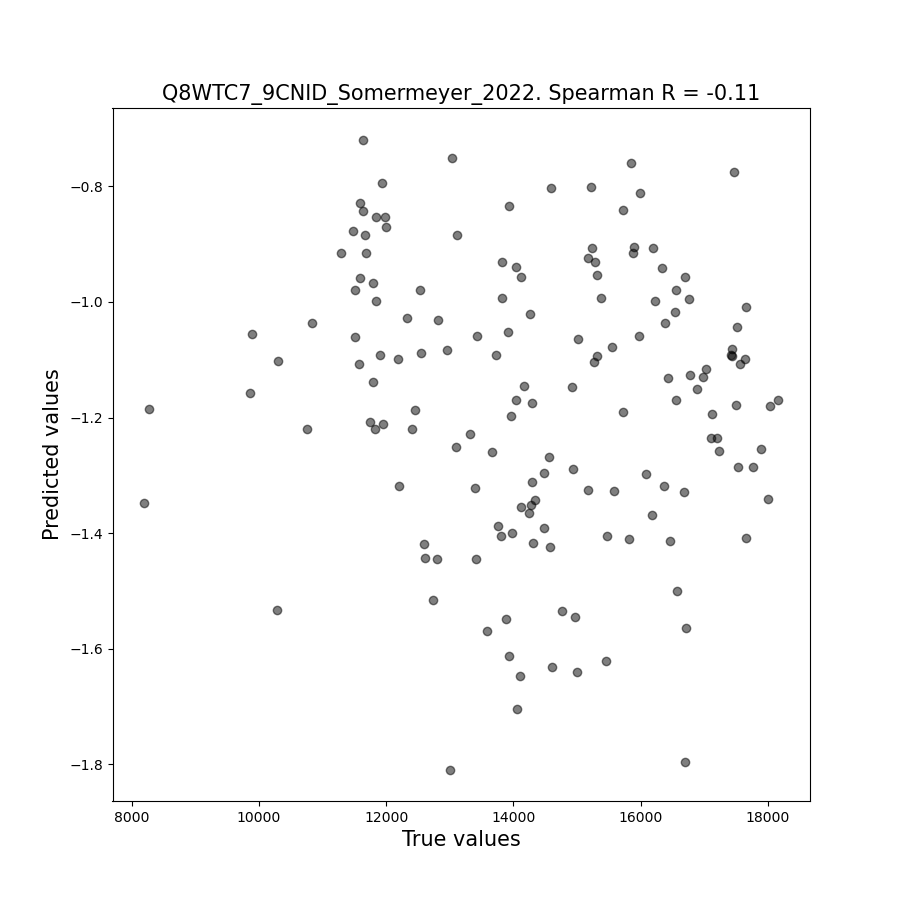 Q8WTC7_9CNID_Somermeyer_2022. Spearman R = -0.11
Predicted values
−0.8
−1.0
−1.2
−1.4
−1.6
−1.8
8000 10000 12000 14000 16000 18000
True values